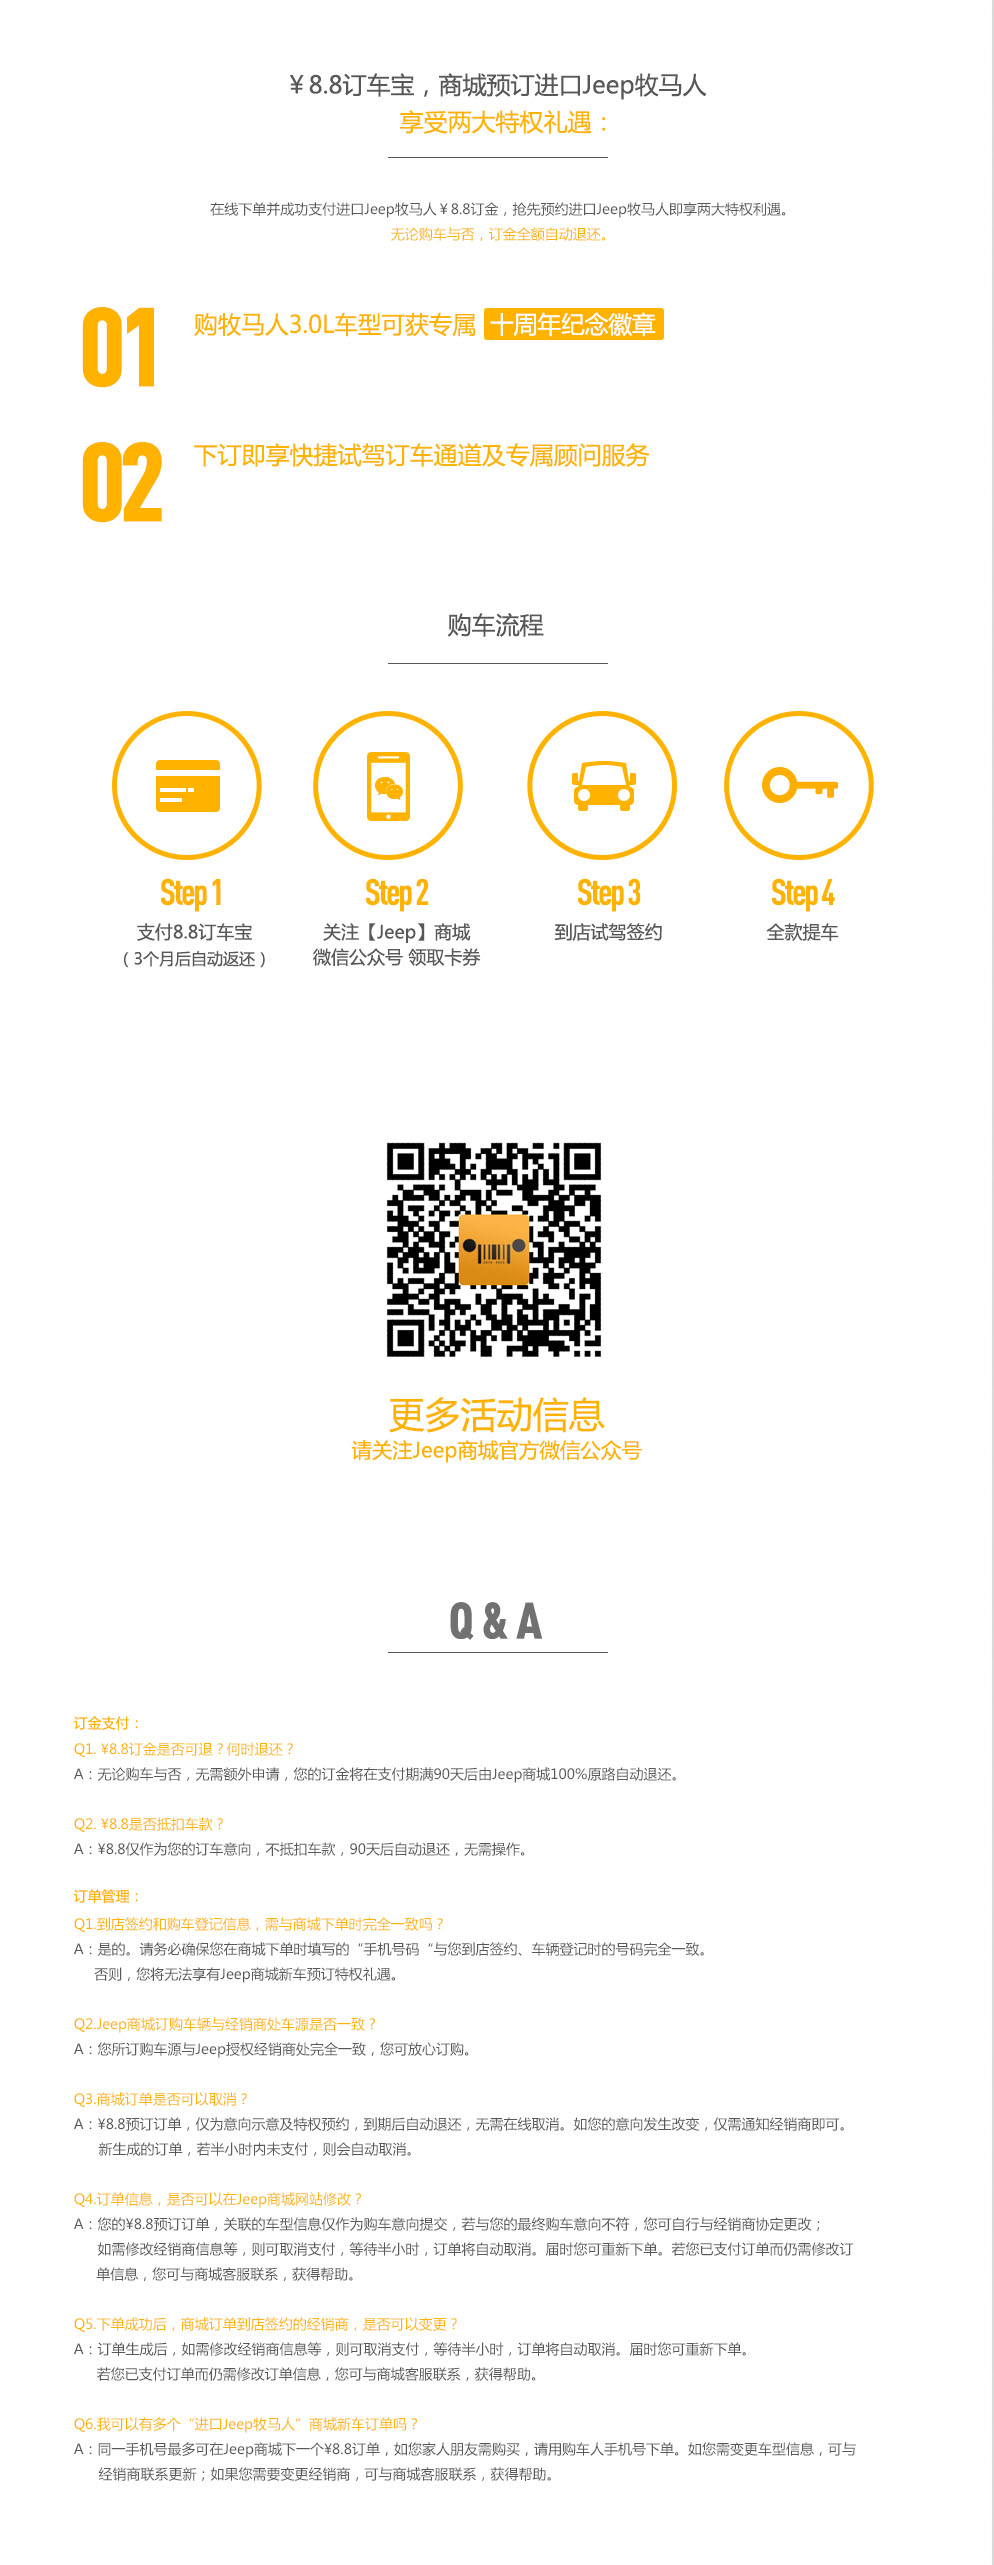 ￥8.8订车宝，商城预订进口Jeep牧马人
享受两大特权礼遇：
在线下单并成功支付进口Jeep牧马人￥8.8订金，抢先预约进口Jeep牧马人即享两大特权利遇。
无论购车与否，订金全额自动退还。
01 购牧马人3.0L车型可获专属 十周年纪念徽章
02 下订即享快捷试驾订车通道及专属顾问服务
购车流程
Step 1
支付8.8订车宝
（3个月后自动返还）
Step 2
关注【Jeep】商城
微信公众号 领取卡券
Step 3
到店试驾签约
Step 4
全款提车
更多活动信息
请关注Jeep商城官方微信公众号
Q & A
订金支付：
Q1. ¥8.8订金是否可退？何时退还？
A：无论购车与否，无需额外申请，您的订金将在支付期满90天后由Jeep商城100%原路自动退还。
Q2. ¥8.8是否抵扣车款？
A：¥8.8仅作为您的订车意向，不抵扣车款，90天后自动退还，无需操作。
订单管理：
Q1.到店签约和购车登记信息，需与商城下单时完全一致吗？
A：是的。请务必确保您在商城下单时填写的“手机号码“与您到店签约、车辆登记时的号码完全一致。
否则，您将无法享有Jeep商城新车预订特权礼遇。
Q2.Jeep商城订购车辆与经销商处车源是否一致？
A：您所订购车源与Jeep授权经销商处完全一致，您可放心订购。
Q3.商城订单是否可以取消？
A：¥8.8预订订单，仅为意向示意及特权预约，到期后自动退还，无需在线取消。如您的意向发生改变，仅需通知经销商即可。
新生成的订单，若半小时内未支付，则会自动取消。
Q4.订单信息，是否可以在Jeep商城网站修改？
A：您的¥8.8预订订单，关联的车型信息仅作为购车意向提交，若与您的最终购车意向不符，您可自行与经销商协定更改；
如需修改经销商信息等，则可取消支付，等待半小时，订单将自动取消。届时您可重新下单。若您已支付订单而仍需修改订
单信息，您可与商城客服联系，获得帮助。
Q5.下单成功后，商城订单到店签约的经销商，是否可以变更？
A：订单生成后，如需修改经销商信息等，则可取消支付，等待半小时，订单将自动取消。届时您可重新下单。
若您已支付订单而仍需修改订单信息，您可与商城客服联系，获得帮助。
Q6.我可以有多个“进口Jeep牧马人”商城新车订单吗？
A：同一手机号最多可在Jeep商城下一个¥8.8订单，如您家人朋友需购买，请用购车人手机号下单。如您需变更车型信息，可与
经销商联系更新；如果您需要变更经销商，可与商城客服联系，获得帮助。